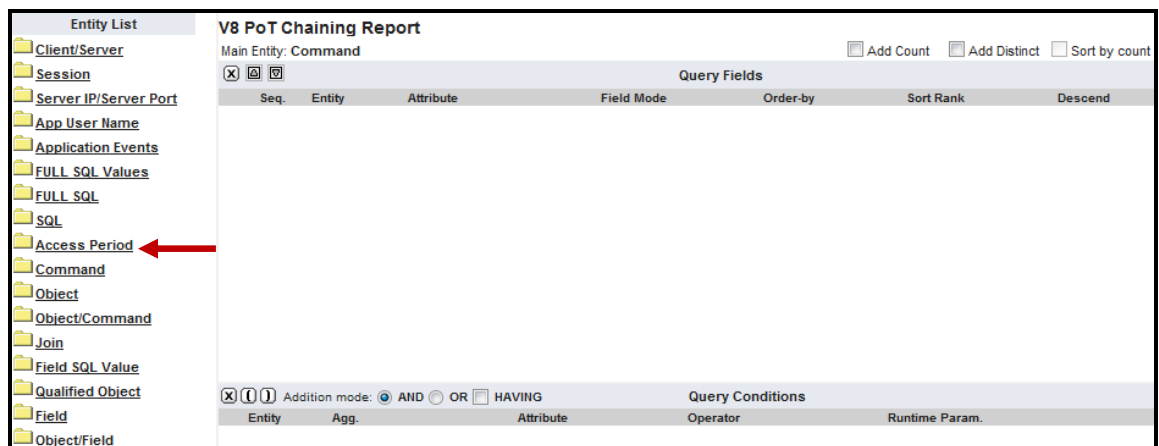 Entity List
Client/Server
Session
Server IP/Server Port
App User Name
Application Events
FULL SQL Values
FULL SQL
SQL
Access Period
Command
Object
Object/Command
Join
Field SQL Value
Qualified Object
Field
Object/Field
V8 PoT Chaining Report
Main Entity: Command
Add Count Add Distinct Sort by count
Query Fields
Seq. Entity Attribute Field Mode Order-by Sort Rank Descend
Addition mode: AND OR HAVING Query Conditions
Entity Agg. Attribute Operator Runtime Param.